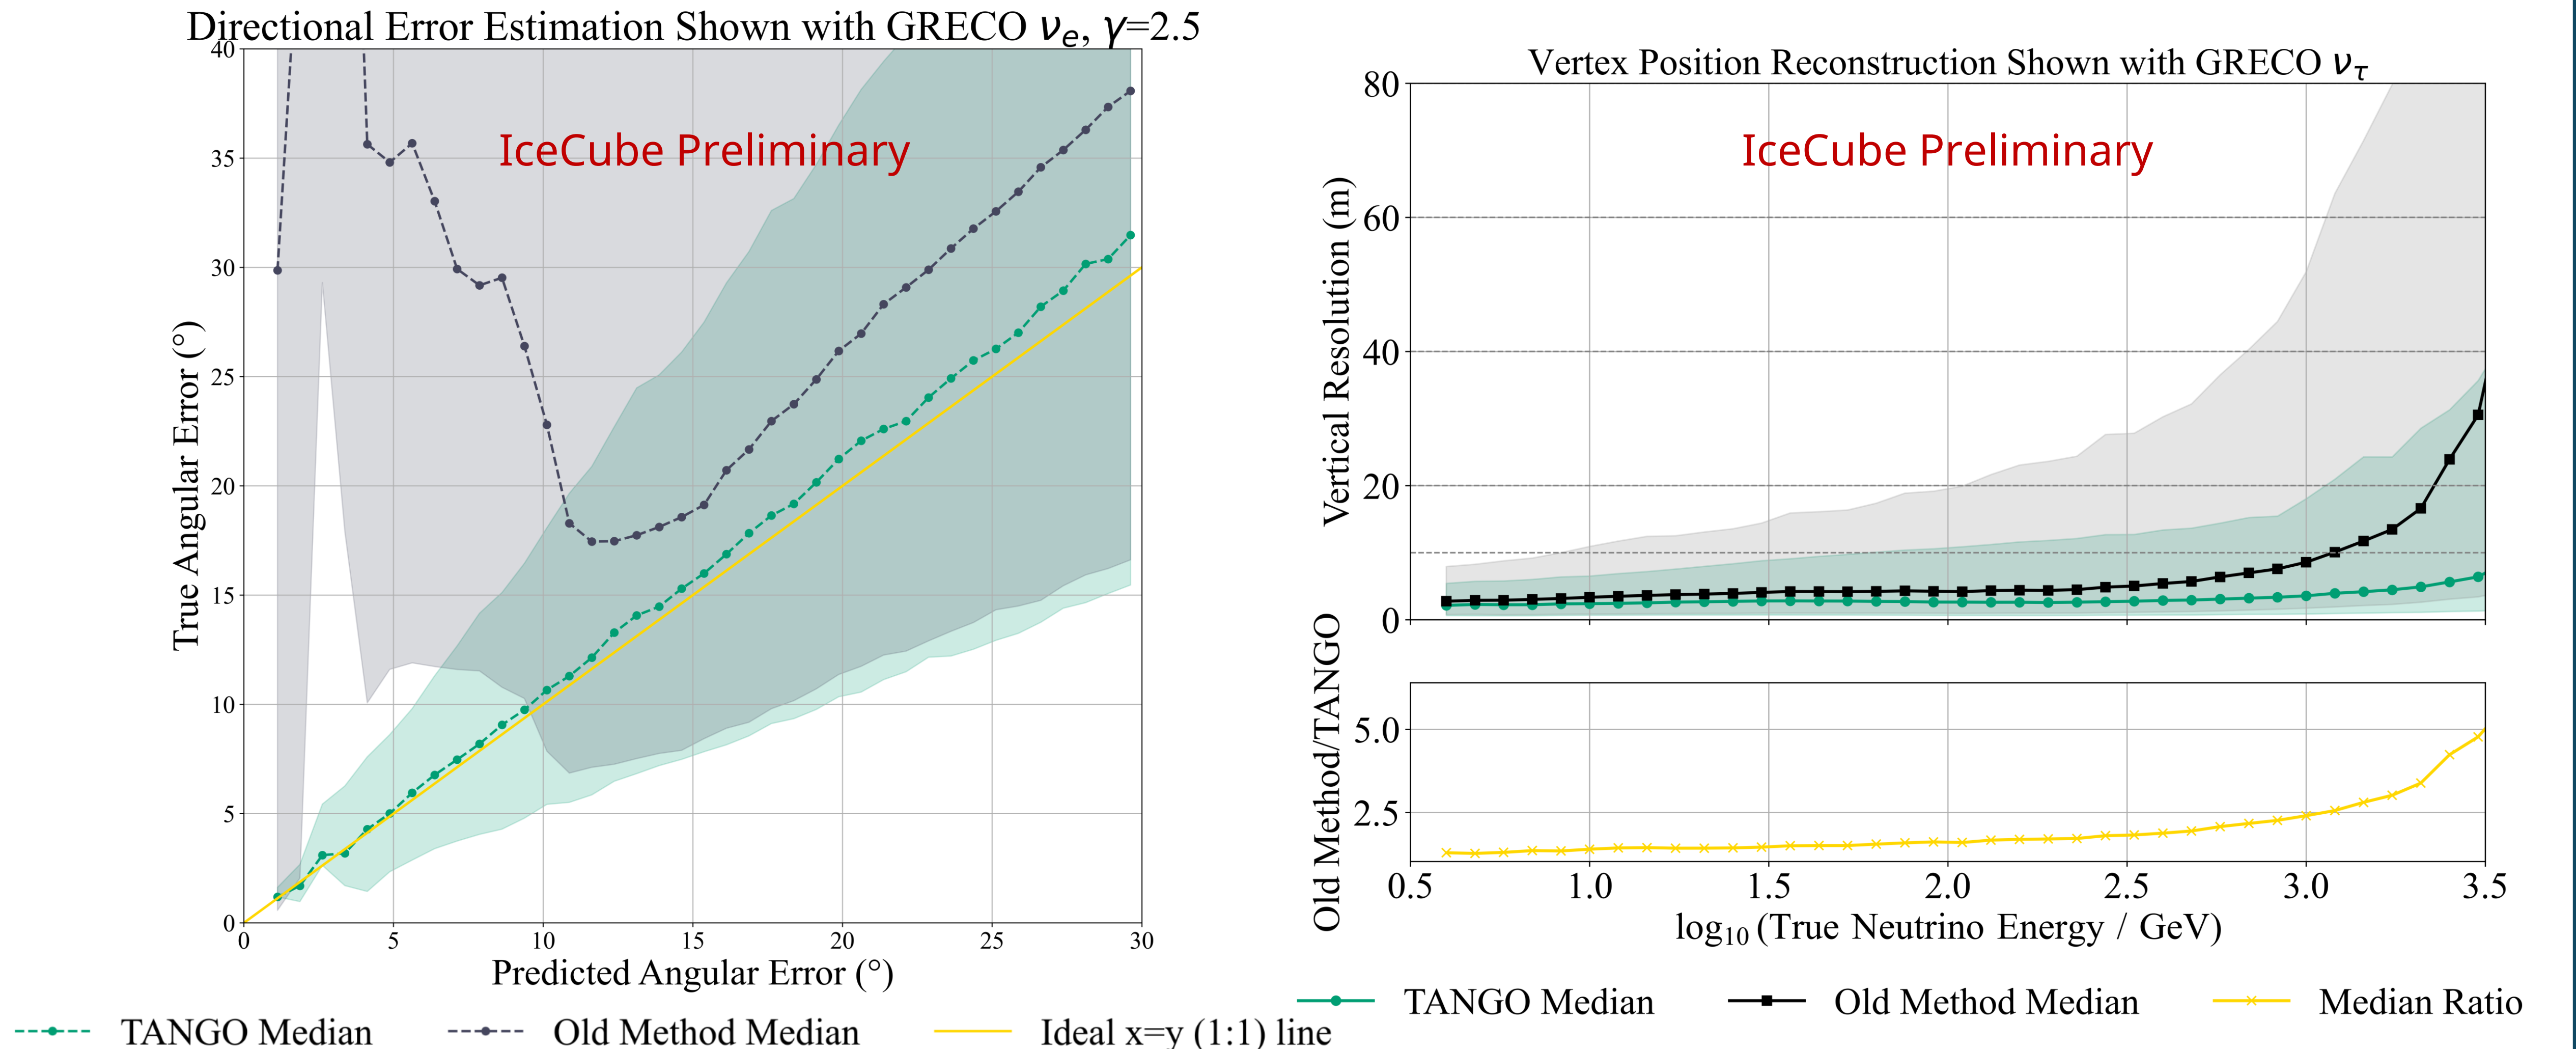 Directional Error Estimation Shown with GRECO νe, γ=2.5
IceCube Preliminary
True Angular Error (°)
40
35
30
25
20
15
10
5
0
0 5 10 15 20 25 30
Predicted Angular Error (°)
TANGO Median Old Method Median Ideal x=y (1:1) line
Vertex Position Reconstruction Shown with GRECO ντ
IceCube Preliminary
Vertical Resolution (m)
80
60
40
20
0
Old Method/TANGO
5.0
2.5
0.5 1.0 1.5 2.0 2.5 3.0 3.5
log₁₀ (True Neutrino Energy / GeV)
TANGO Median Old Method Median Median Ratio